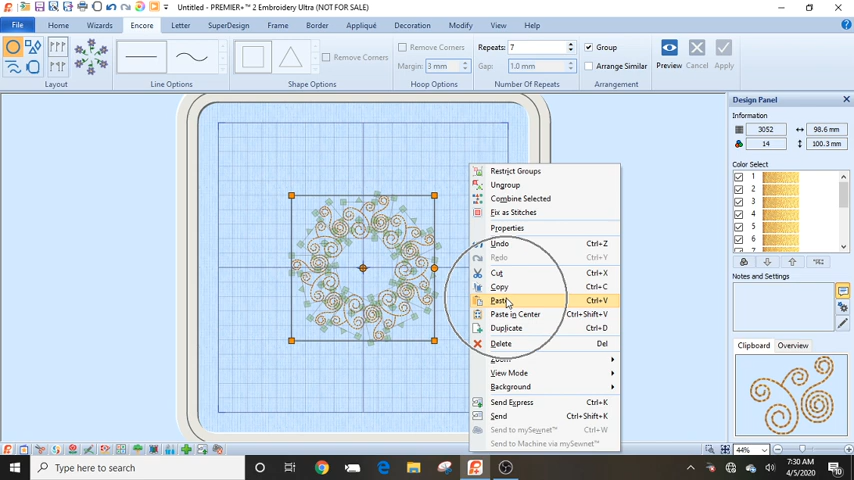 Untitled - PREMIER+™ 2 Embroidery Ultra (NOT FOR SALE)
File Home Wizards Encore Letter SuperDesign Frame Border Appliqué Decoration Modify View Help
Remove Corners
Remove Corners
Margin: 3 mm
Repeats: 7
Gap: 1.0 mm
Group
Arrange Similar
Preview Cancel Apply
Layout Line Options Shape Options Hoop Options Number Of Repeats Arrangement
Design Panel
Information
3052 98.6 mm
14 100.3 mm
Color Select
1
2
3
4
5
6
7
Notes and Settings
Clipboard Overview
Restrict Groups
Ungroup
Combine Selected
Fix as Stitches
Properties
Undo Ctrl+Z
Redo Ctrl+Y
Cut Ctrl+X
Copy Ctrl+C
Paste Ctrl+V
Paste in Center Ctrl+Shift+V
Duplicate Ctrl+D
Delete Del
Zoom
View Mode
Background
Send Express Ctrl+K
Send Ctrl+Shift+K
Send to mySewnet™ Ctrl+W
Send to Machine via mySewnet™
44%
Type here to search
7:30 AM
4/5/2020